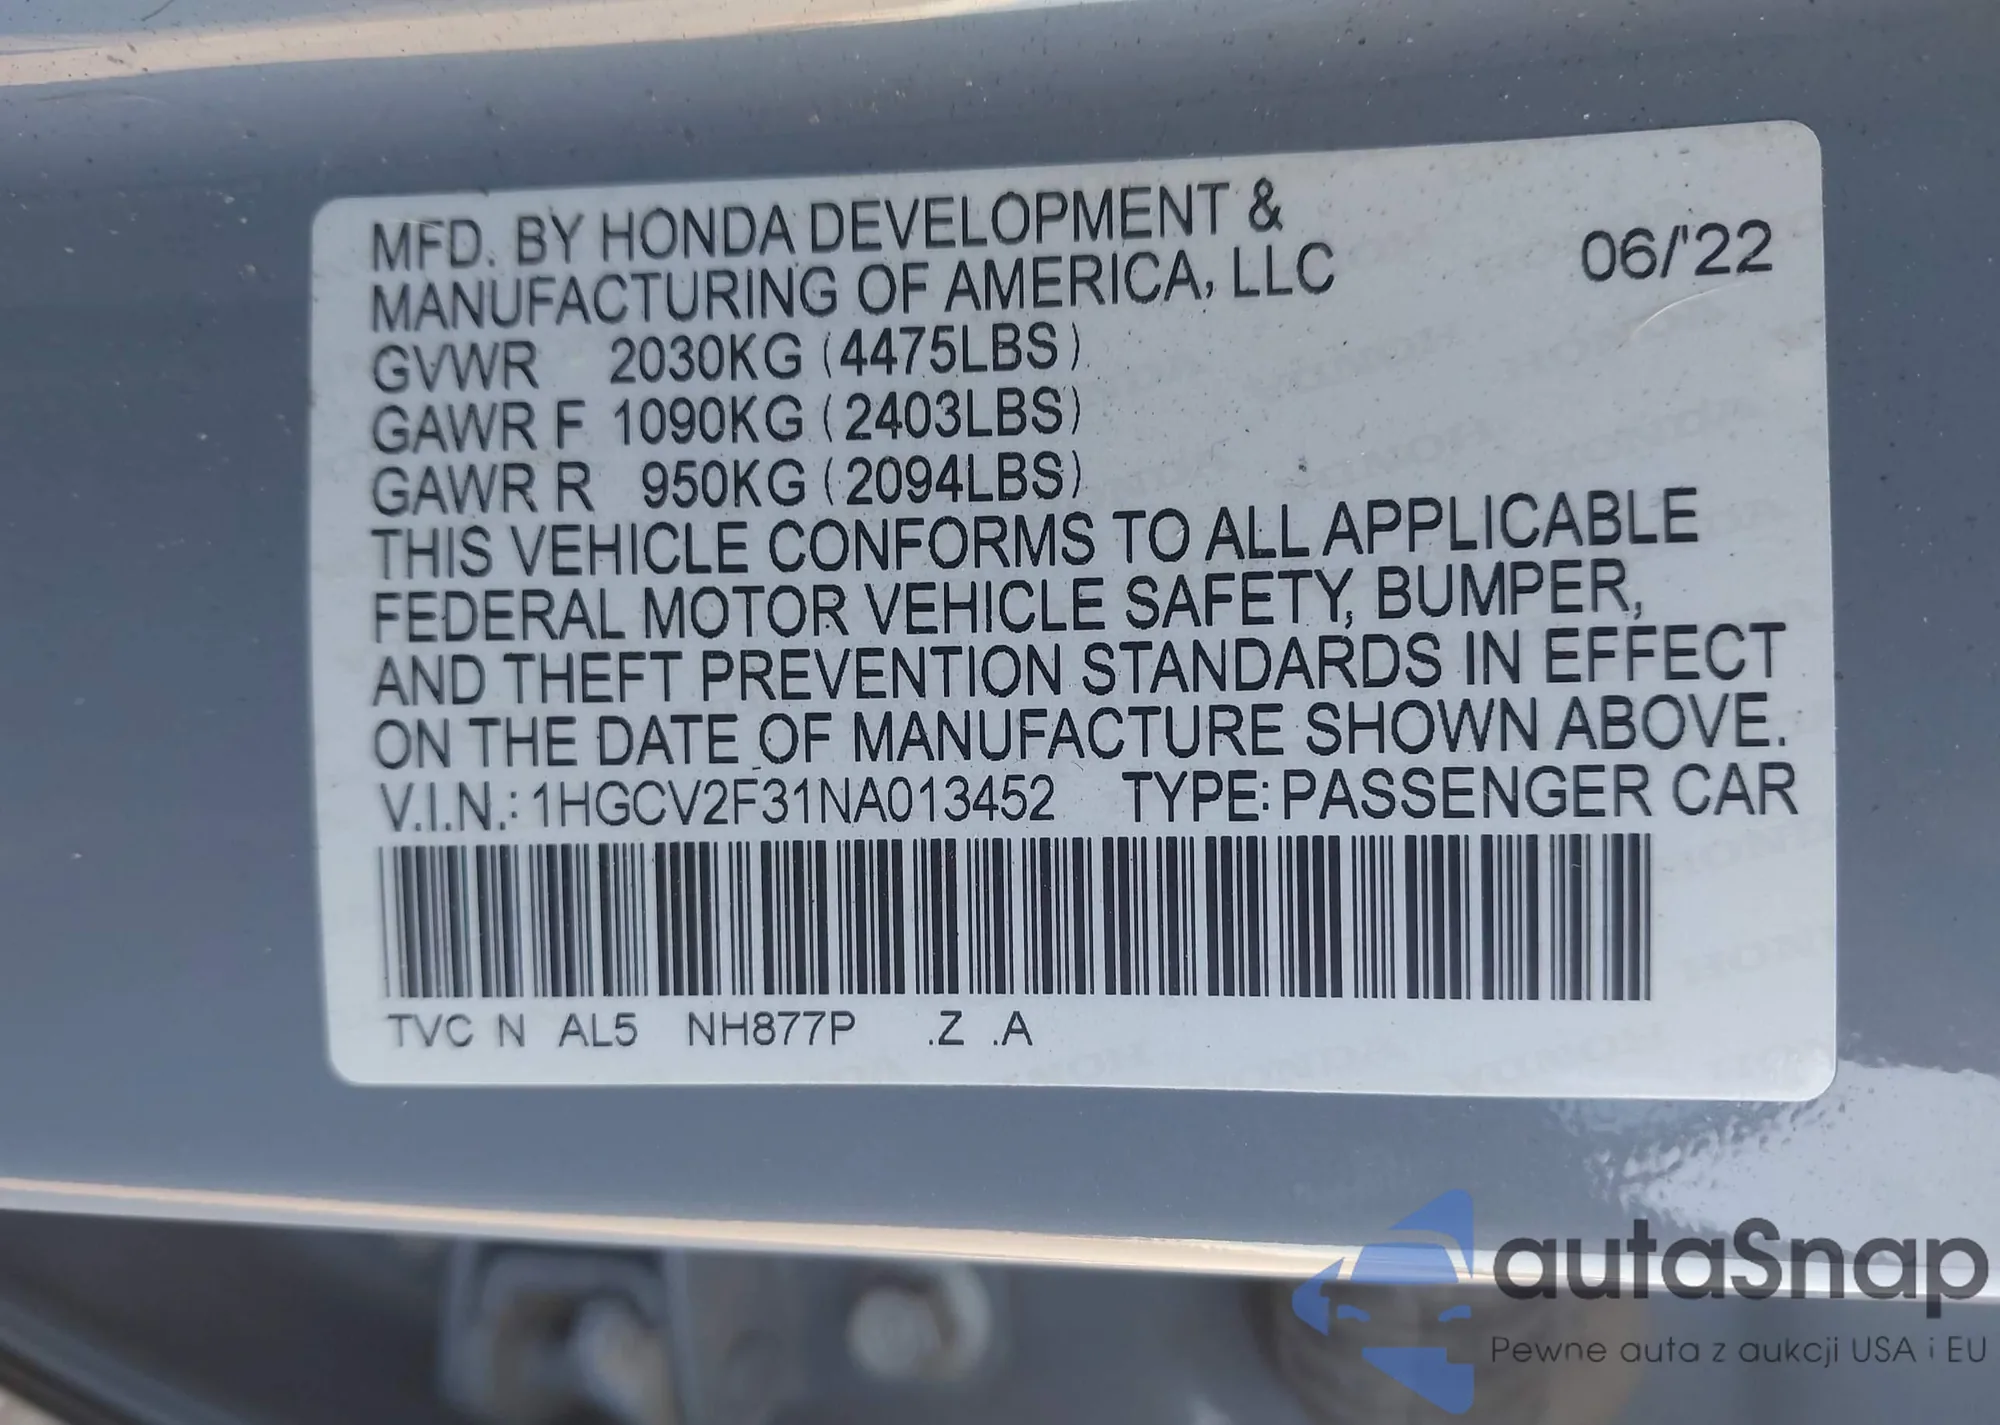 MFD. BY HONDA DEVELOPMENT &
MANUFACTURING OF AMERICA, LLC
06/'22
GVWR 2030KG (4475LBS)
GAWR F 1090KG (2403LBS)
GAWR R 950KG (2094LBS)
THIS VEHICLE CONFORMS TO ALL APPLICABLE
FEDERAL MOTOR VEHICLE SAFETY, BUMPER,
AND THEFT PREVENTION STANDARDS IN EFFECT
ON THE DATE OF MANUFACTURE SHOWN ABOVE.
V.I.N.: 1HGCV2F31NA013452 TYPE: PASSENGER CAR
TVC N AL5 NH877P .Z .A
autaSnap
Pewne auta z aukcji USA i EU